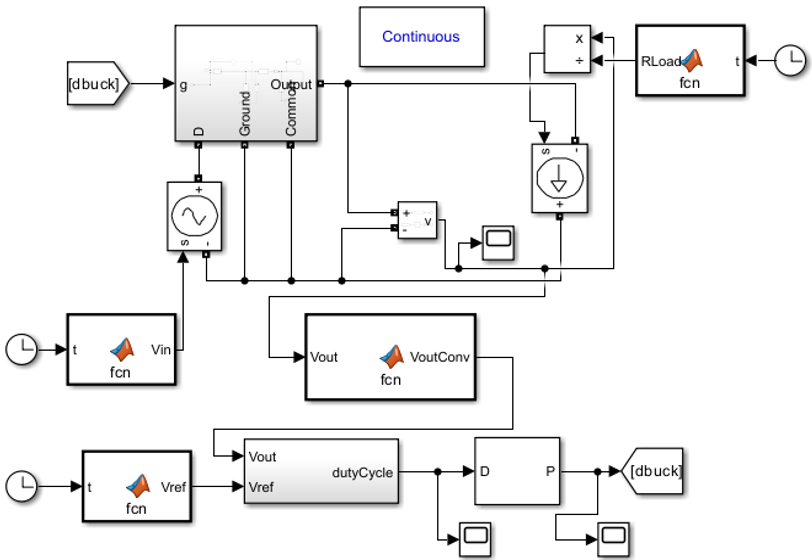 Continuous
x
÷
RLoad
t
fcn
[dbuck]
g
Output
D
Ground
Common
s
-
+
+
s
-
+
-
v
t
Vin
fcn
Vout
VoutConv
fcn
Vout
Vref
dutyCycle
D
P
[dbuck]
t
Vref
fcn